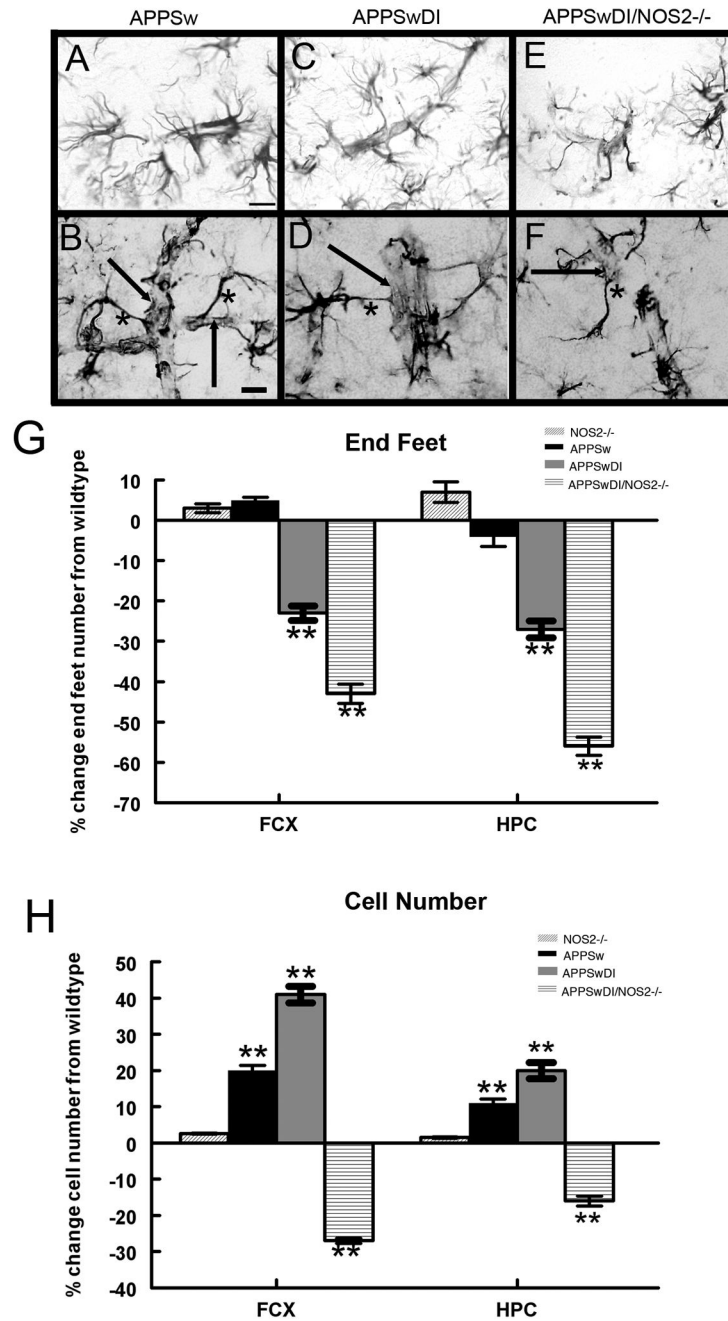 APPSw APPSwDI APPSwDI/NOS2-/-
A C E
B D F
* * * *
G
End Feet
NOS2-/-
APPSw
APPSwDI
APPSwDI/NOS2-/-
% change end feet number from wildtype
10
0
-10
-20
-30
-40
-50
-60
-70
** ** ** **
FCX HPC
H
Cell Number
NOS2-/-
APPSw
APPSwDI
APPSwDI/NOS2-/-
% change cell number from wildtype
50
40
30
20
10
0
-10
-20
-30
-40
** ** ** ** ** **
FCX HPC